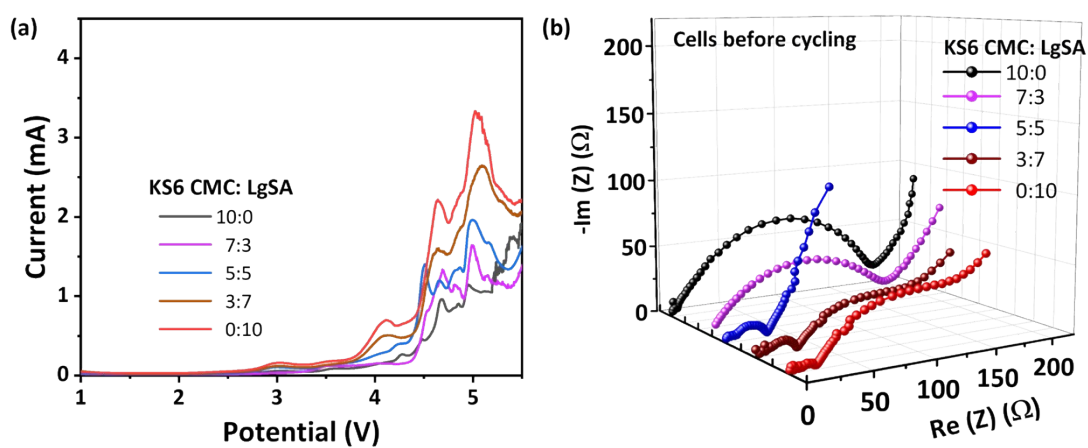 (a)
Current (mA)
4
3
2
1
0
KS6 CMC: LgSA
10:0
7:3
5:5
3:7
0:10
1 2 3 4 5
Potential (V)
(b)
Cells before cycling
KS6 CMC: LgSA
10:0
7:3
5:5
3:7
0:10
-Im (Z) (Ω)
200
150
100
50
0
0 50 100 150 200
Re (Z) (Ω)